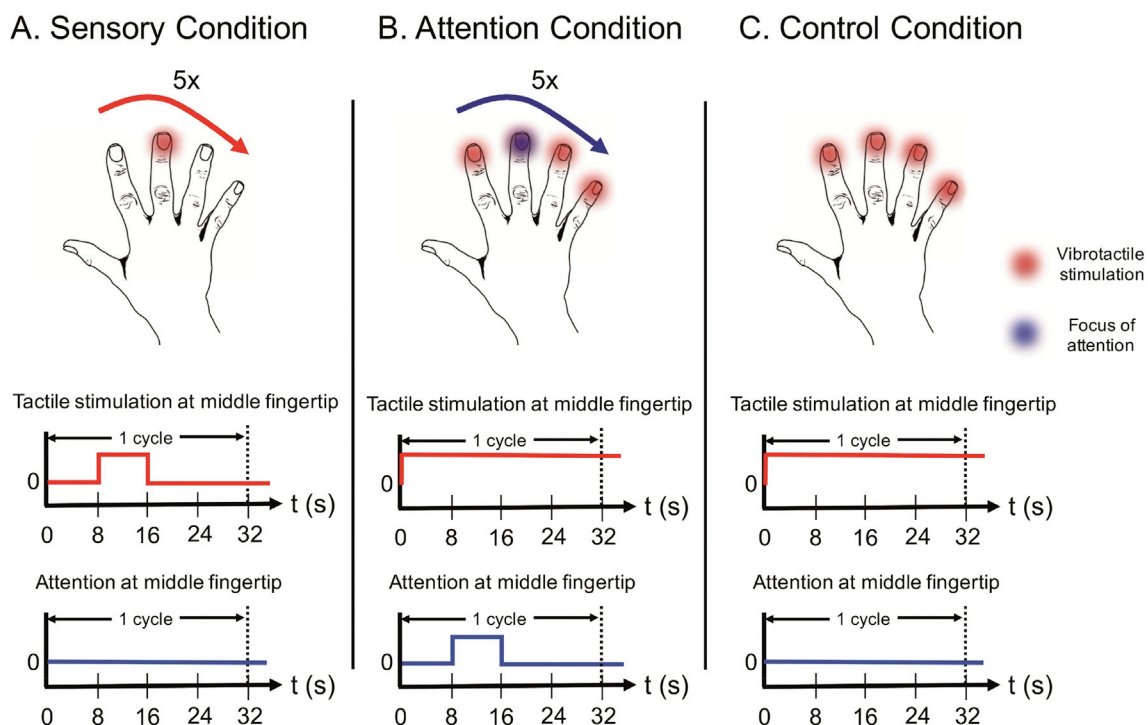 A. Sensory Condition
B. Attention Condition
C. Control Condition
5x
5x
Vibrotactile
stimulation
Focus of
attention
Tactile stimulation at middle fingertip
1 cycle
0
t (s)
0 8 16 24 32
Tactile stimulation at middle fingertip
1 cycle
0
t (s)
0 8 16 24 32
Tactile stimulation at middle fingertip
1 cycle
0
t (s)
0 8 16 24 32
Attention at middle fingertip
1 cycle
0
t (s)
0 8 16 24 32
Attention at middle fingertip
1 cycle
0
t (s)
0 8 16 24 32
Attention at middle fingertip
1 cycle
0
t (s)
0 8 16 24 32